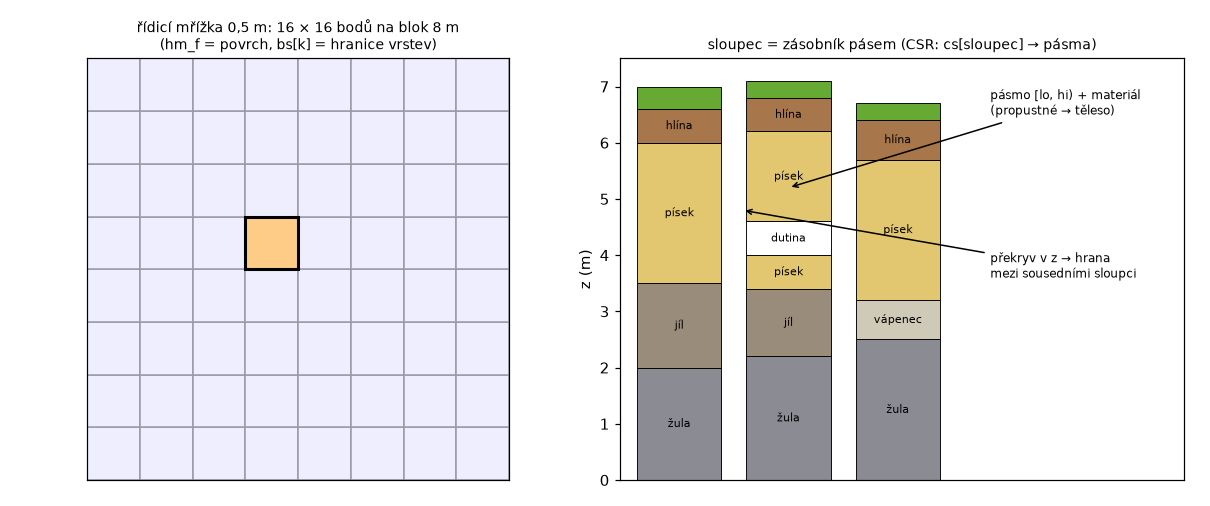 řídicí mřížka 0,5 m: 16 × 16 bodů na blok 8 m
(hm_f = povrch, bs[k] = hranice vrstev)
sloupec = zásobník pásem (CSR: cs[sloupec] → pásma)
z (m)
7
6
5
4
3
2
1
0
hlína
písek
jíl
žula
hlína
písek
dutina
písek
jíl
žula
hlína
písek
vápenec
žula
pásmo [lo, hi) + materiál
(propustné → těleso)
překryv v z → hrana
mezi sousedními sloupci